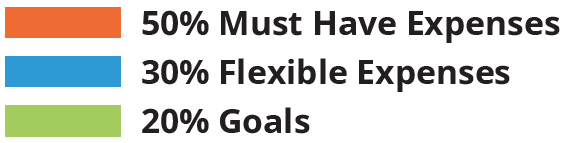 50% Must Have Expenses
30% Flexible Expenses
20% Goals